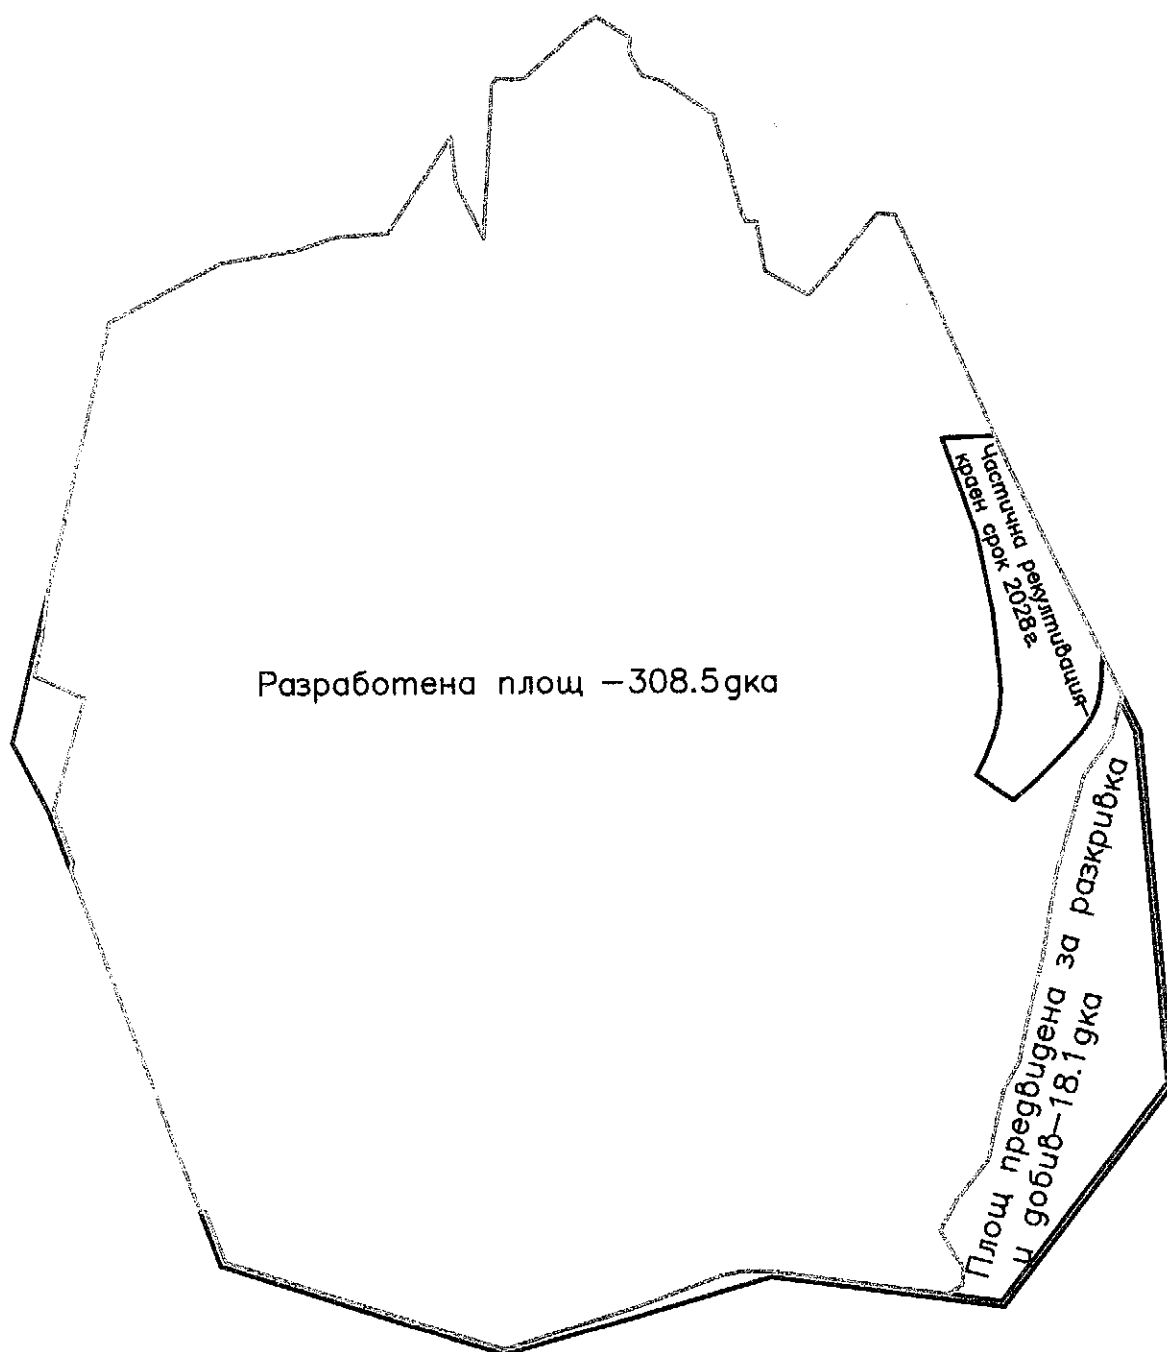 Частична рекултивация
краен срок 2028г.
Разработена площ –308.5дка
Площ предвидена за разкривка
и добив–18.1дка